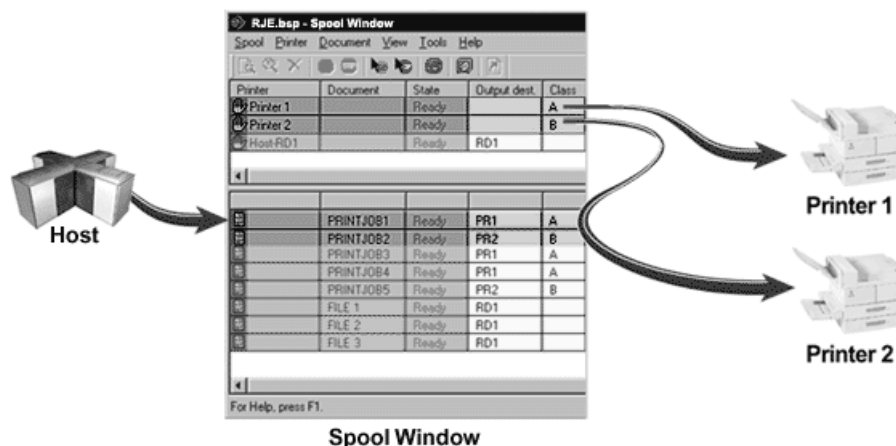 RJE.bsp - Spool Window
Spool Printer Document View Tools Help
Printer Document State Output dest. Class
Printer 1 Ready A
Printer 2 Ready B
Host-RD1 Ready RD1
PRINTJOB1 Ready PR1 A
PRINTJOB2 Ready PR2 B
PRINTJOB3 Ready PR1 A
PRINTJOB4 Ready PR1 A
PRINTJOB5 Ready PR2 B
FILE 1 Ready RD1
FILE 2 Ready RD1
FILE 3 Ready RD1
For Help, press F1.
Host
Printer 1
Printer 2
Spool Window